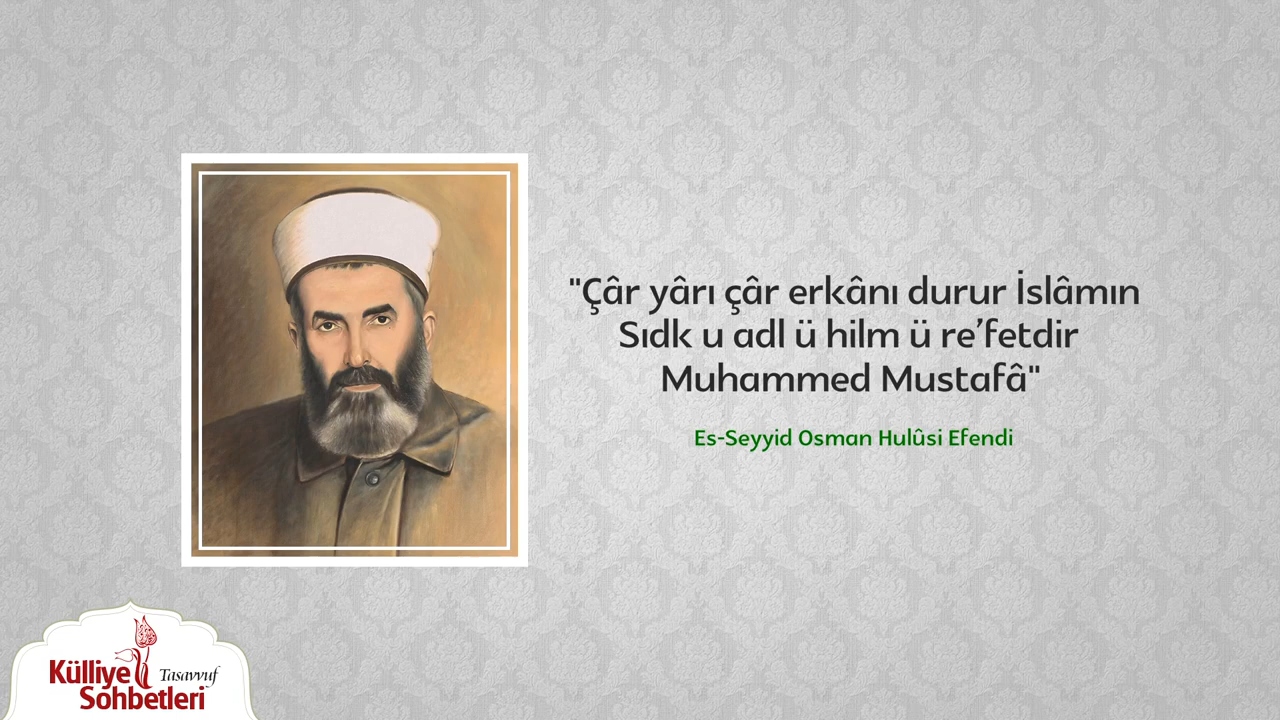 "Çâr yârı çâr erkânı durur İslâmın
Sıdk u adl ü hilm ü re’fetdir
Muhammed Mustafâ"
Es-Seyyid Osman Hulûsi Efendi
Külliye Tasavvuf
Sohbetleri